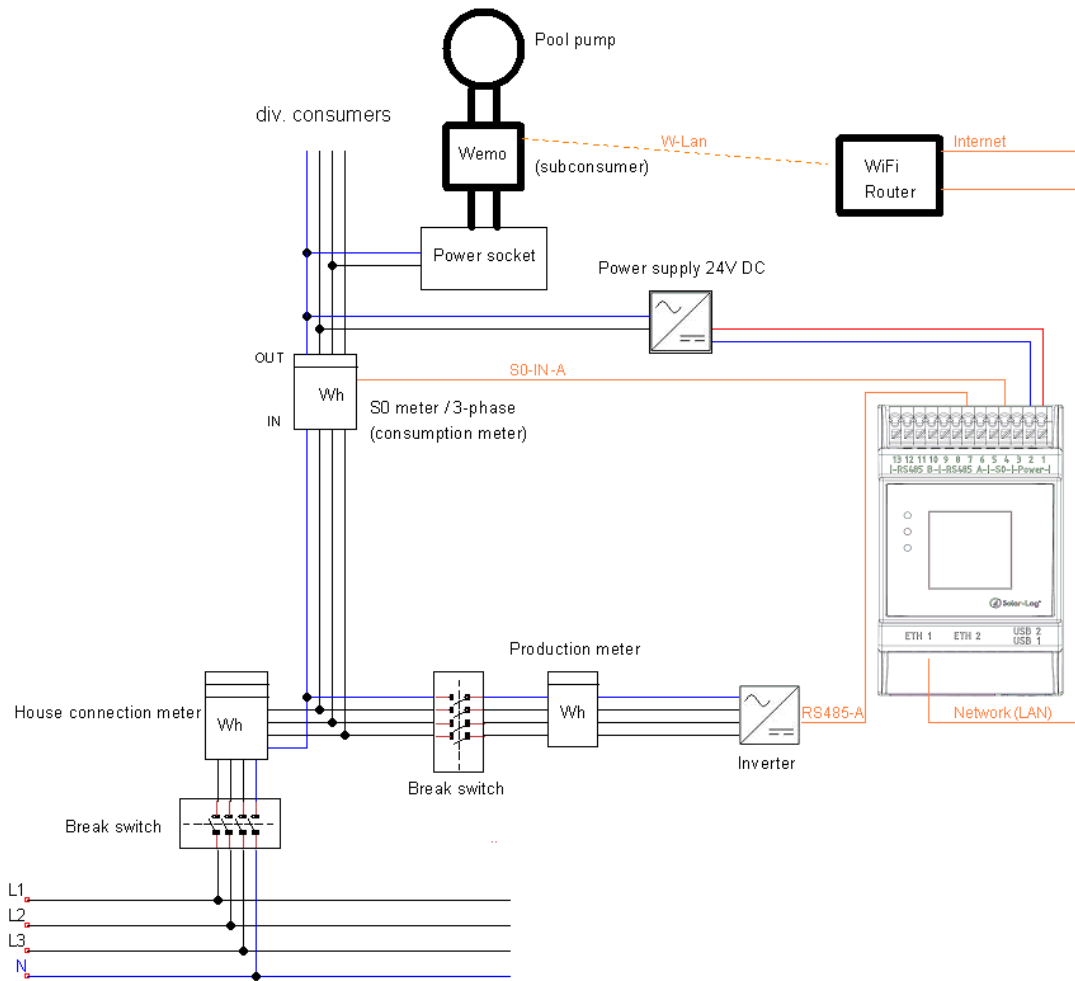 Pool pump
div. consumers
Wemo
(subconsumer)
W-Lan
WiFi
Router
Internet
Power socket
Power supply 24V DC
OUT
Wh
IN
S0-IN-A
S0 meter / 3-phase
(consumption meter)
13 12 11 10 9 8 7 6 5 4 3 2 1
|-RS485 B-|-RS485 A-|-S0-|-Power-|
Solar-Log®
ETH 1
ETH 2
USB 2
USB 1
Production meter
House connection meter
Wh
Wh
RS485-A
Network (LAN)
Inverter
Break switch
Break switch
..
L1
L2
L3
N